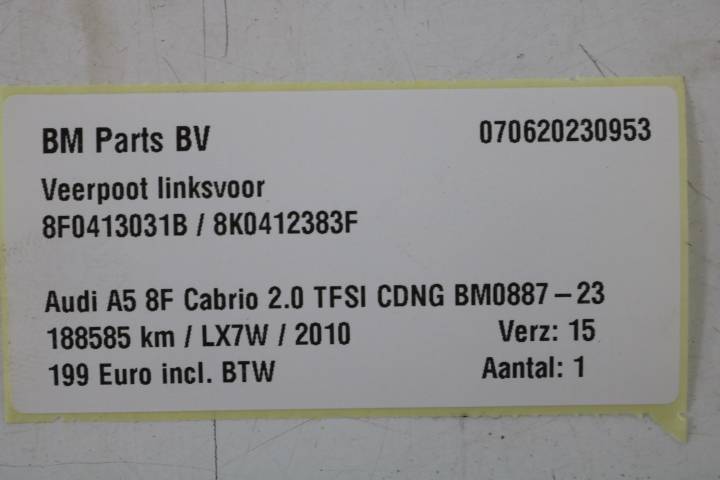 BM Parts BV 070620230953
Veerpoot linksvoor
8F0413031B / 8K0412383F
Audi A5 8F Cabrio 2.0 TFSI CDNG BM0887-23
188585 km / LX7W / 2010 Verz: 15
199 Euro incl. BTW Aantal: 1